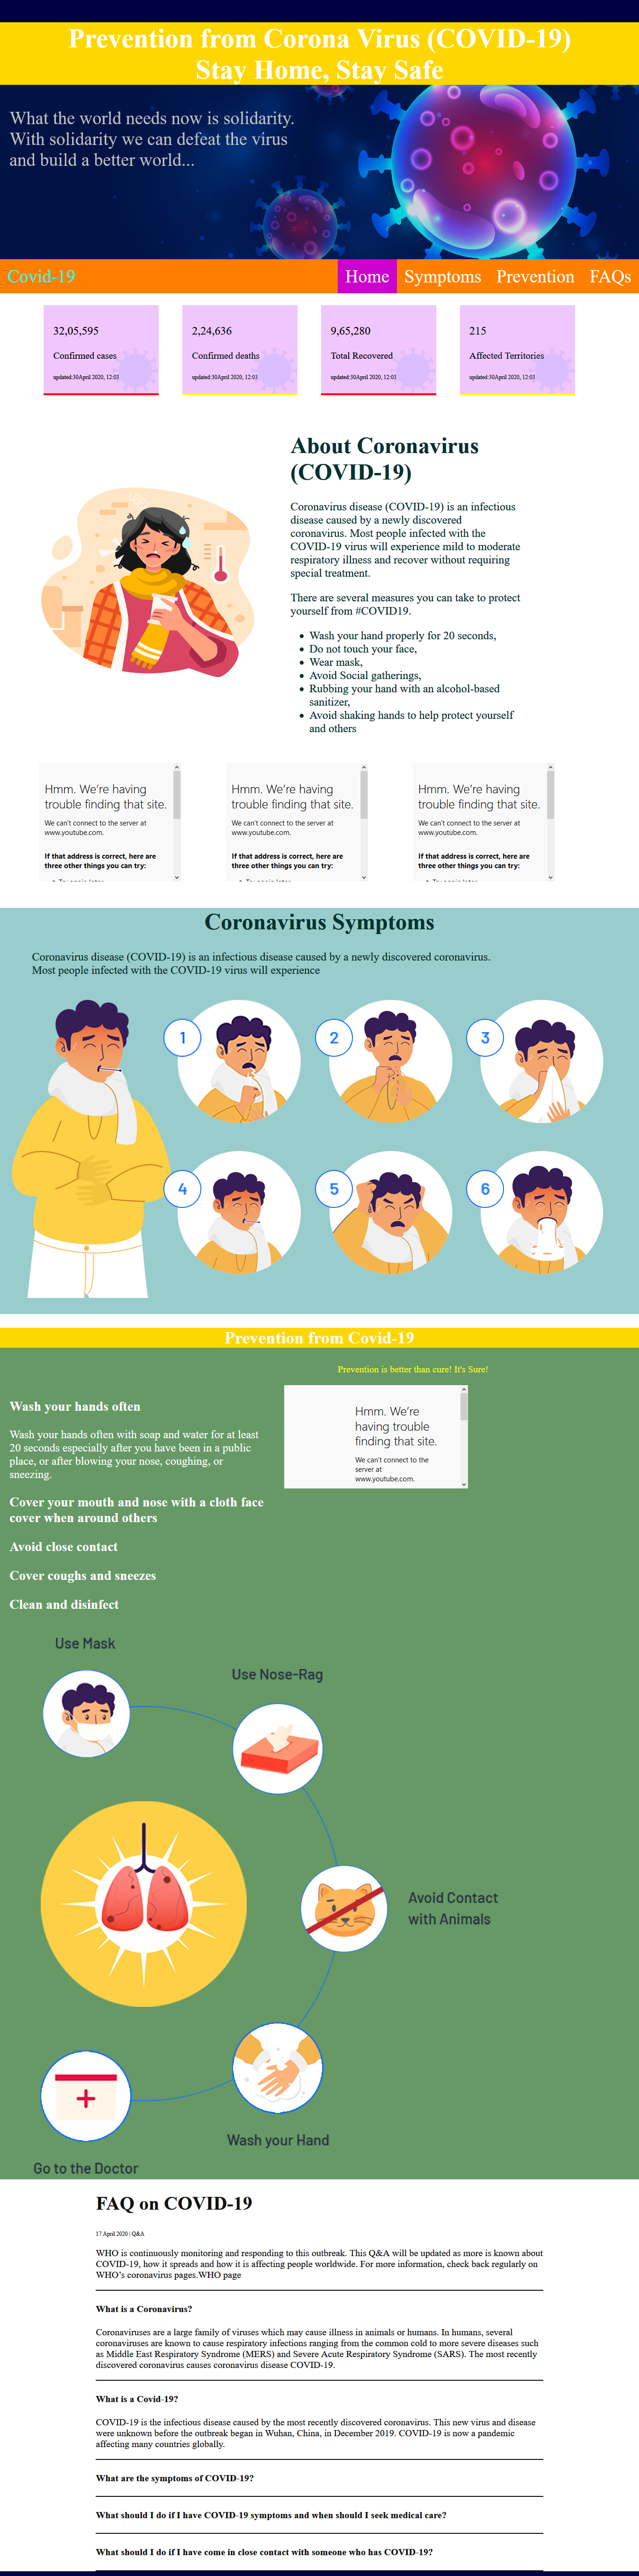 Prevention from Corona Virus (COVID-19)
Stay Home, Stay Safe
What the world needs now is solidarity.
With solidarity we can defeat the virus
and build a better world...
Covid-19
Home
Symptoms
Prevention
FAQs
32,05,595
Confirmed cases
updated:30April 2020, 12:03
2,24,636
Confirmed deaths
updated:30April 2020, 12:03
9,65,280
Total Recovered
updated:30April 2020, 12:03
215
Affected Territories
updated:30April 2020, 12:03
About Coronavirus
(COVID-19)
Coronavirus disease (COVID-19) is an infectious
disease caused by a newly discovered
coronavirus. Most people infected with the
COVID-19 virus will experience mild to moderate
respiratory illness and recover without requiring
special treatment.
There are several measures you can take to protect
yourself from #COVID19.
• Wash your hand properly for 20 seconds,
• Do not touch your face,
• Wear mask,
• Avoid Social gatherings,
• Rubbing your hand with an alcohol-based
sanitizer,
• Avoid shaking hands to help protect yourself
and others
Hmm. We're having
trouble finding that site.
We can't connect to the server at
www.youtube.com.
If that address is correct, here are
three other things you can try:
Hmm. We're having
trouble finding that site.
We can't connect to the server at
www.youtube.com.
If that address is correct, here are
three other things you can try:
Hmm. We're having
trouble finding that site.
We can't connect to the server at
www.youtube.com.
If that address is correct, here are
three other things you can try:
Coronavirus Symptoms
Coronavirus disease (COVID-19) is an infectious disease caused by a newly discovered coronavirus.
Most people infected with the COVID-19 virus will experience
1
2
3
4
5
6
Prevention from Covid-19
Prevention is better than cure! It's Sure!
Wash your hands often
Wash your hands often with soap and water for at least
20 seconds especially after you have been in a public
place, or after blowing your nose, coughing, or
sneezing.
Cover your mouth and nose with a cloth face
cover when around others
Avoid close contact
Cover coughs and sneezes
Clean and disinfect
Hmm. We're
having trouble
finding that site.
We can't connect to the
server at
www.youtube.com.
Use Mask
Use Nose-Rag
Avoid Contact
with Animals
Wash your Hand
Go to the Doctor
FAQ on COVID-19
17 April 2020 | Q&A
WHO is continuously monitoring and responding to this outbreak. This Q&A will be updated as more is known about
COVID-19, how it spreads and how it is affecting people worldwide. For more information, check back regularly on
WHO's coronavirus pages.WHO page
What is a Coronavirus?
Coronaviruses are a large family of viruses which may cause illness in animals or humans. In humans, several
coronaviruses are known to cause respiratory infections ranging from the common cold to more severe diseases such
as Middle East Respiratory Syndrome (MERS) and Severe Acute Respiratory Syndrome (SARS). The most recently
discovered coronavirus causes coronavirus disease COVID-19.
What is a Covid-19?
COVID-19 is the infectious disease caused by the most recently discovered coronavirus. This new virus and disease
were unknown before the outbreak began in Wuhan, China, in December 2019. COVID-19 is now a pandemic
affecting many countries globally.
What are the symptoms of COVID-19?
What should I do if I have COVID-19 symptoms and when should I seek medical care?
What should I do if I have come in close contact with someone who has COVID-19?